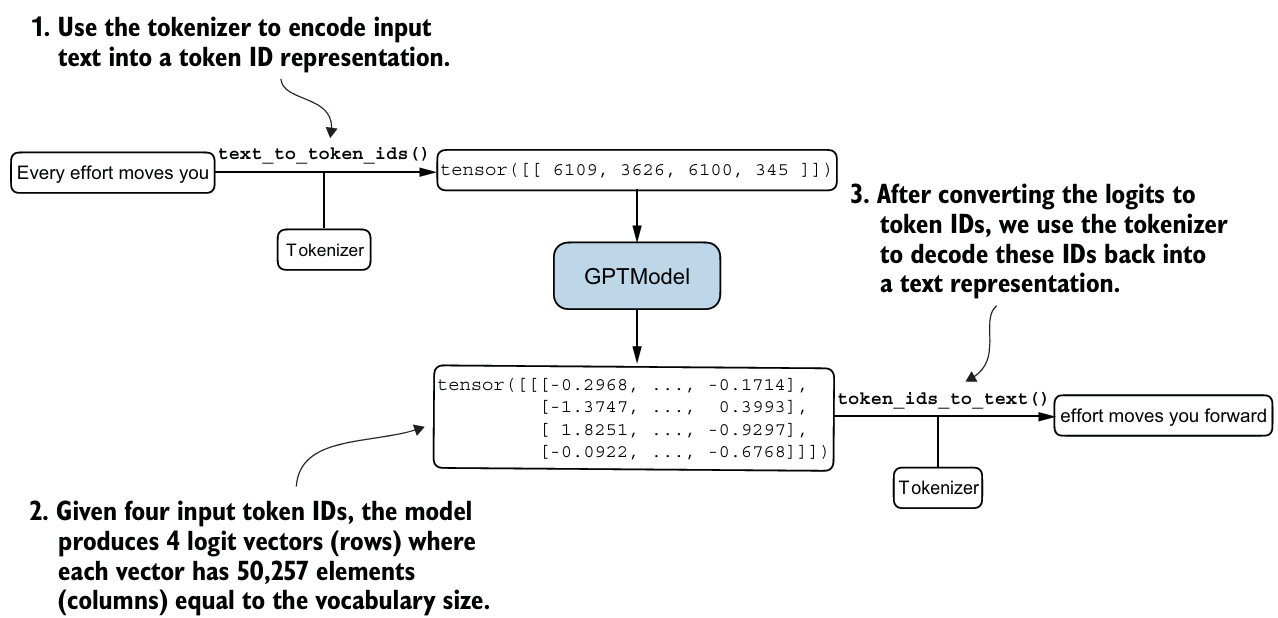 1. Use the tokenizer to encode input
text into a token ID representation.
Every effort moves you
text_to_token_ids()
tensor([[ 6109, 3626, 6100, 345 ]])
Tokenizer
GPTModel
3. After converting the logits to
token IDs, we use the tokenizer
to decode these IDs back into
a text representation.
tensor([[[-0.2968, ..., -0.1714],
[-1.3747, ..., 0.3993],
[ 1.8251, ..., -0.9297],
[-0.0922, ..., -0.6768]]])
token_ids_to_text()
effort moves you forward
Tokenizer
2. Given four input token IDs, the model
produces 4 logit vectors (rows) where
each vector has 50,257 elements
(columns) equal to the vocabulary size.